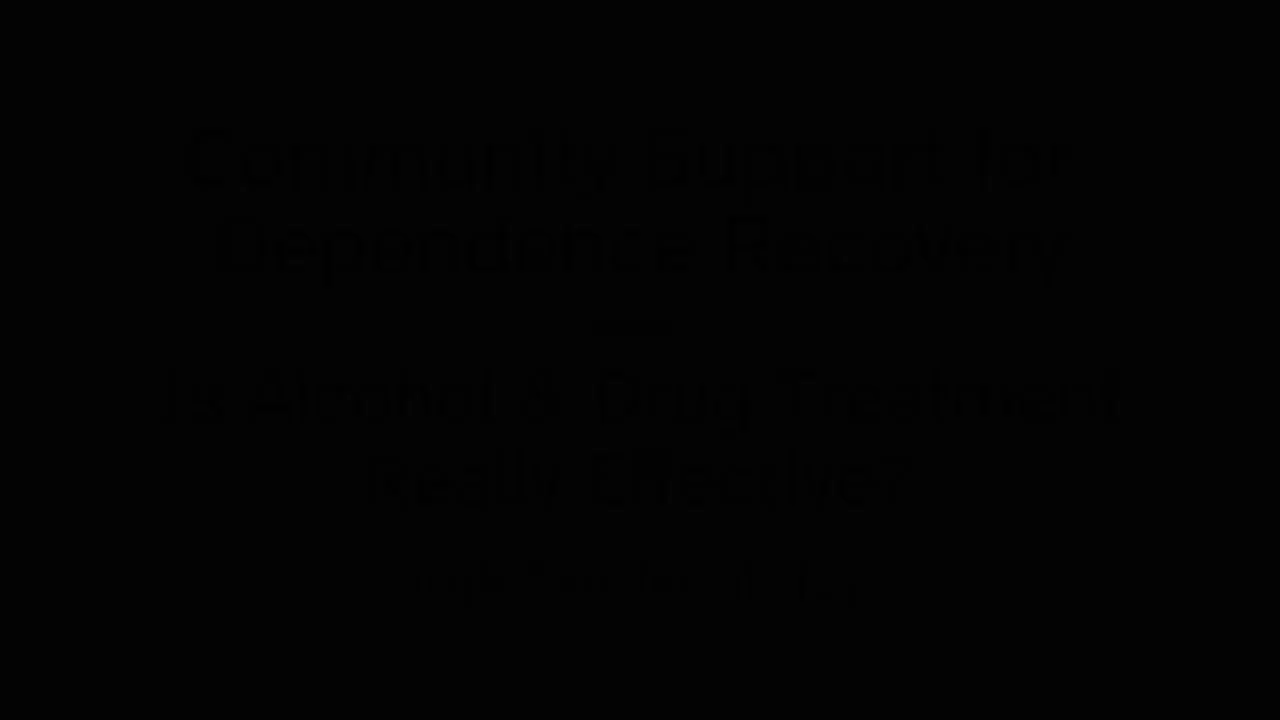 Community Support for
Dependence Recovery
Is Alcohol & Drug Treatment
Really Effective?